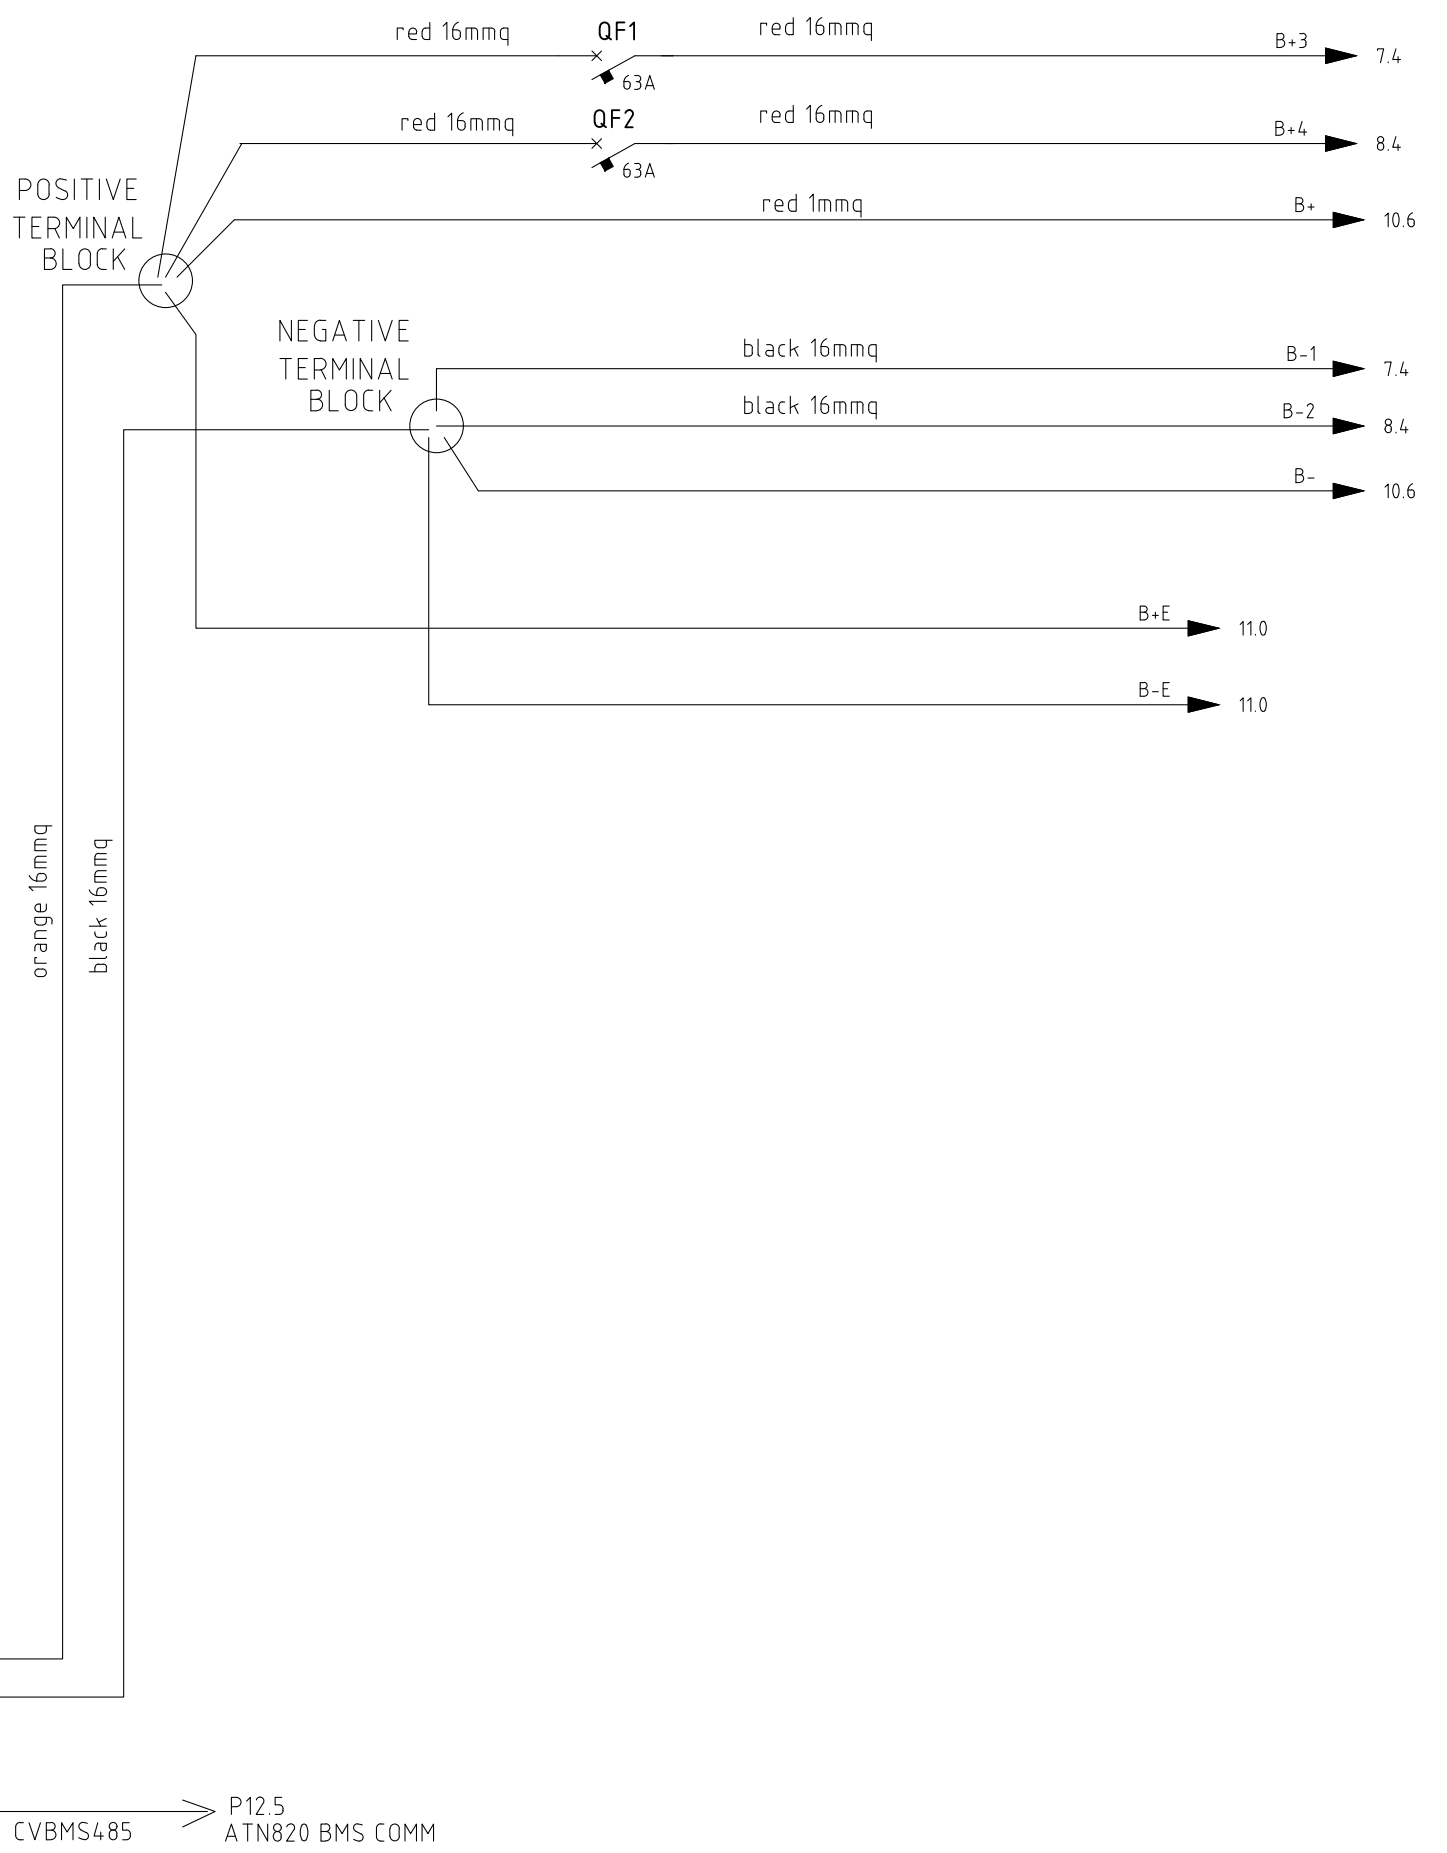 red 16mmq
QF1
63A
red 16mmq
B+3
7.4
red 16mmq
QF2
63A
red 16mmq
B+4
8.4
POSITIVE
TERMINAL
BLOCK
red 1mmq
B+
10.6
NEGATIVE
TERMINAL
BLOCK
black 16mmq
B-1
7.4
black 16mmq
B-2
8.4
B-
10.6
B+E
11.0
B-E
11.0
orange 16mmq
black 16mmq
CVBMS485
P12.5
ATN820 BMS COMM